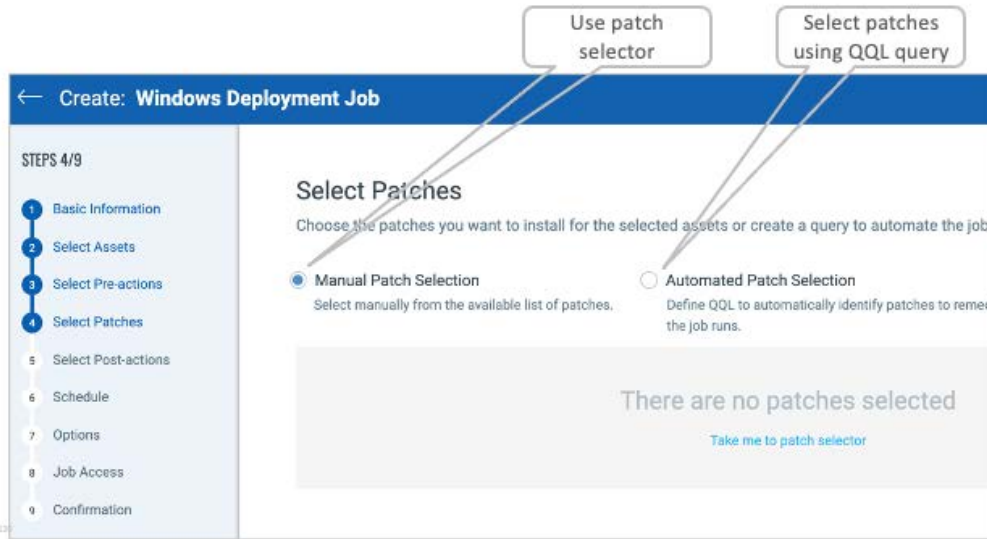 Use patch
selector
Select patches
using QQL query
← Create: Windows Deployment Job
STEPS 4/9
1 Basic Information
2 Select Assets
3 Select Pre-actions
4 Select Patches
5 Select Post-actions
6 Schedule
7 Options
8 Job Access
9 Confirmation
Select Patches
Choose the patches you want to install for the selected assets or create a query to automate the job
Manual Patch Selection
Select manually from the available list of patches.
Automated Patch Selection
Define QQL to automatically identify patches to reme
the job runs.
There are no patches selected
Take me to patch selector